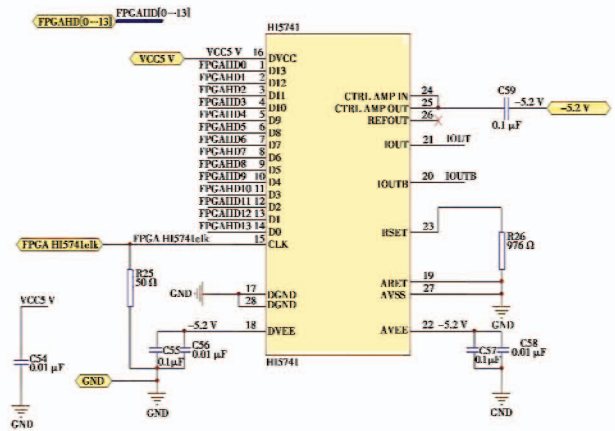 FPGAHD[0~13] FPGAHD[0~13]
HI5741
VCC5 V VCC5 V 16 DVCC
FPGAHD0 1 D13
FPGAHD1 2 D12
FPGAHD2 3 D11
FPGAHD3 4 D10
FPGAHD4 5 D9
FPGAHD5 6 D8
FPGAHD6 7 D7
FPGAHD7 8 D6
FPGAHD8 9 D5
FPGAHD9 10 D4
FPGAHD10 11 D3
FPGAHD11 12 D2
FPGAHD12 13 D1
FPGAHD13 14 D0
FPGA HI5741clk FPGA HI5741clk 15 CLK
CTRL AMP IN 24
CTRL AMP OUT 25
REFOUT 26
C59
0.1 μF
-5.2 V -5.2 V
IOUT 21 IOUT
IOUTB 20 IOUTB
RSET 23
R26
976 Ω
ARET 19
AVSS 27
GND
R25
50 Ω
GND 17 DGND
28 DGND
-5.2 V 18 DVEE
AVEE 22 -5.2 V
VCC5 V
C54
0.01 μF
GND
C55
0.1μF
C56
0.01 μF
GND
GND
HI5741
C57
0.1μF
C58
0.01 μF
GND